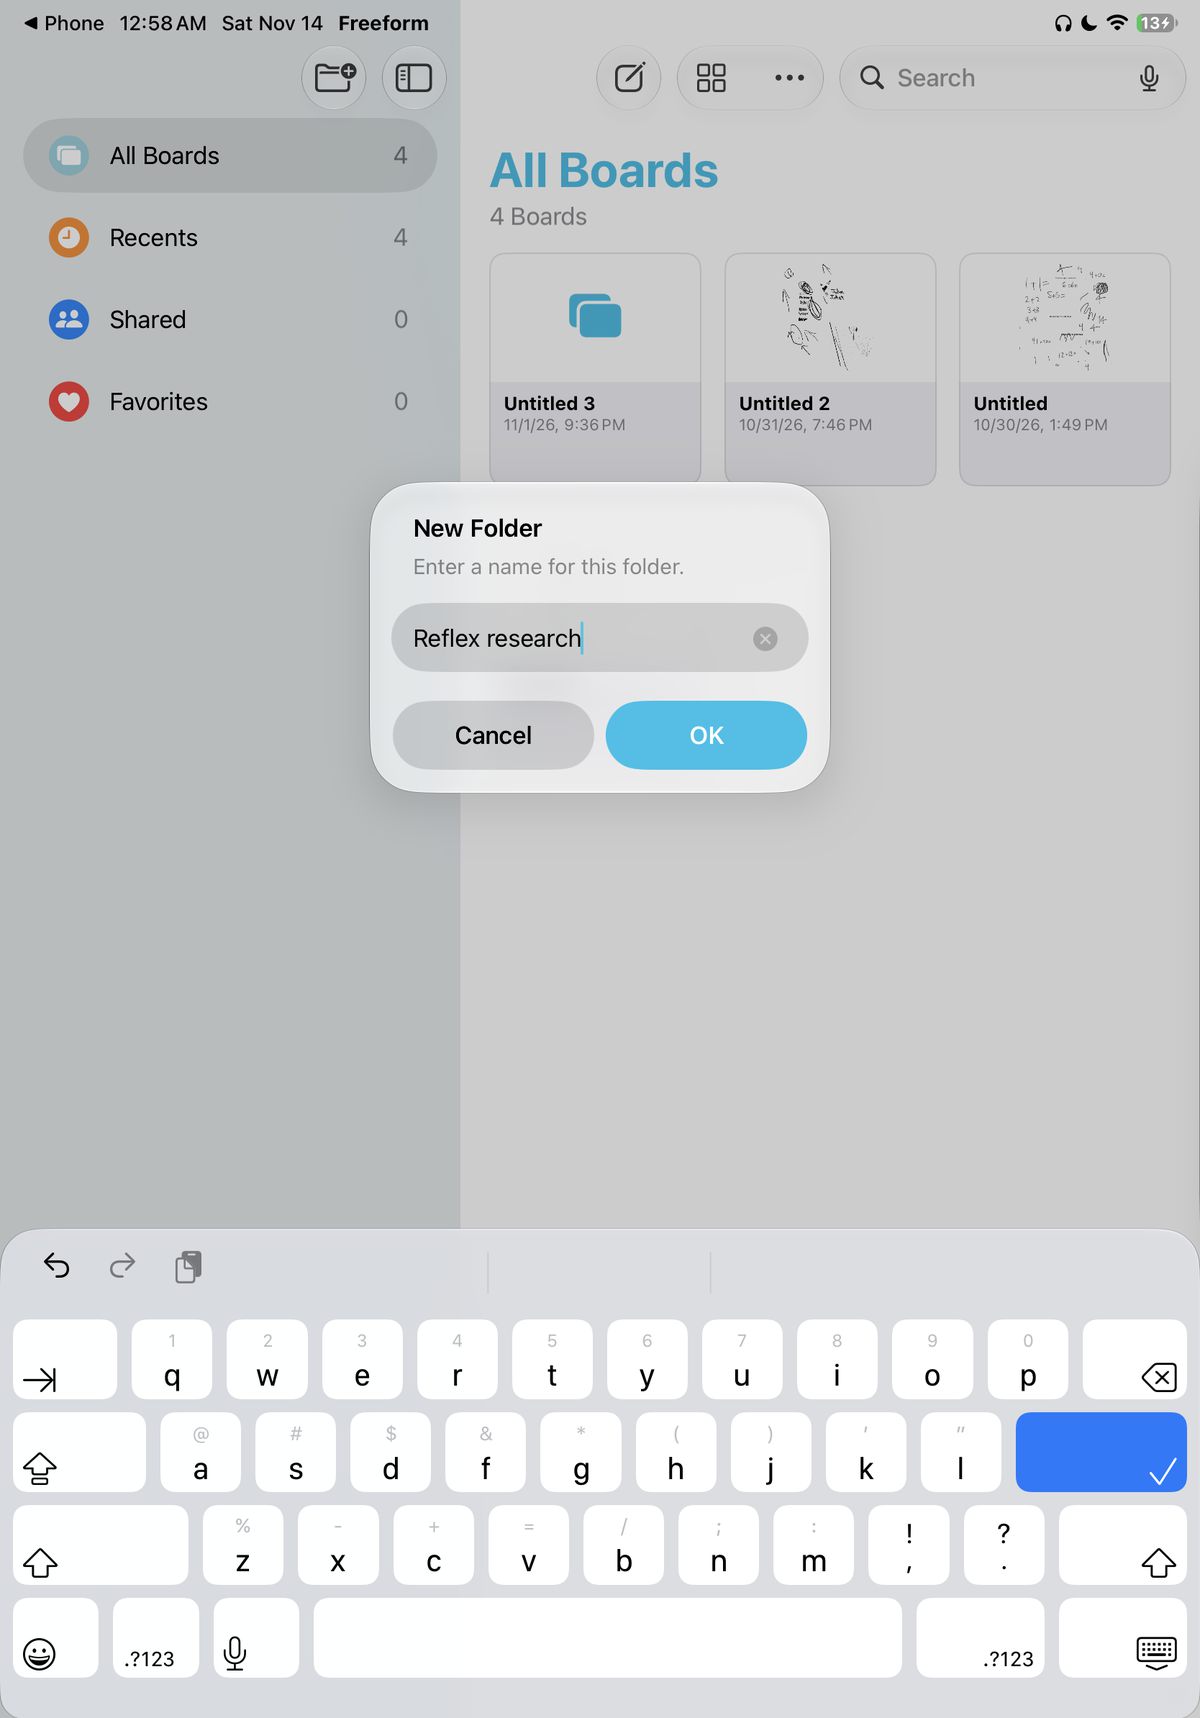 ◀ Phone 12:58 AM Sat Nov 14 Freeform
13
Search
All Boards 4
Recents 4
Shared 0
Favorites 0
All Boards
4 Boards
Untitled 3
11/1/26, 9:36 PM
Untitled 2
10/31/26, 7:46 PM
Untitled
10/30/26, 1:49 PM
New Folder
Enter a name for this folder.
Reflex research
Cancel
OK
1 2 3 4 5 6 7 8 9 0
q w e r t y u i o p
@ # $ & * ( ) ' "
a s d f g h j k l
% - + = / ; : ! ?
z x c v b n m , .
.?123 .?123